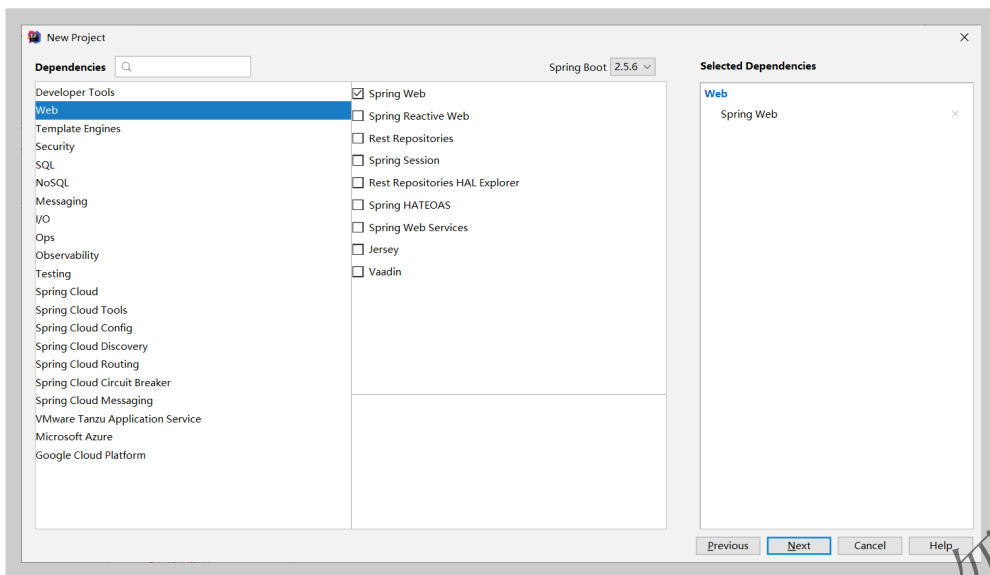 New Project
Dependencies
Spring Boot 2.5.6
Selected Dependencies
Developer Tools
Web
Template Engines
Security
SQL
NoSQL
Messaging
I/O
Ops
Observability
Testing
Spring Cloud
Spring Cloud Tools
Spring Cloud Config
Spring Cloud Discovery
Spring Cloud Routing
Spring Cloud Circuit Breaker
Spring Cloud Messaging
VMware Tanzu Application Service
Microsoft Azure
Google Cloud Platform
Spring Web
Spring Reactive Web
Rest Repositories
Spring Session
Rest Repositories HAL Explorer
Spring HATEOAS
Spring Web Services
Jersey
Vaadin
Web
Spring Web
Previous Next Cancel Help